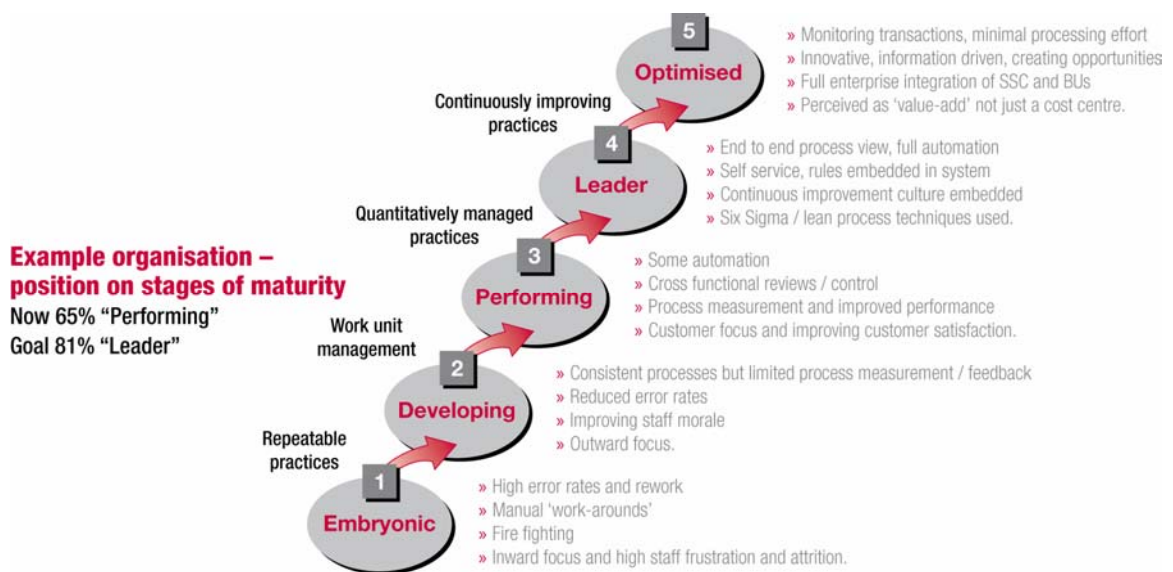 5
Optimised
» Monitoring transactions, minimal processing effort
» Innovative, information driven, creating opportunities
» Full enterprise integration of SSC and BUs
» Perceived as ‘value-add’ not just a cost centre.
Continuously improving
practices
4
Leader
» End to end process view, full automation
» Self service, rules embedded in system
» Continuous improvement culture embedded
» Six Sigma / lean process techniques used.
Quantitatively managed
practices
Example organisation –
position on stages of maturity
Now 65% “Performing”
Goal 81% “Leader”
3
Performing
» Some automation
» Cross functional reviews / control
» Process measurement and improved performance
» Customer focus and improving customer satisfaction.
Work unit
management
2
Developing
» Consistent processes but limited process measurement / feedback
» Reduced error rates
» Improving staff morale
» Outward focus.
Repeatable
practices
1
Embryonic
» High error rates and rework
» Manual ‘work-arounds’
» Fire fighting
» Inward focus and high staff frustration and attrition.